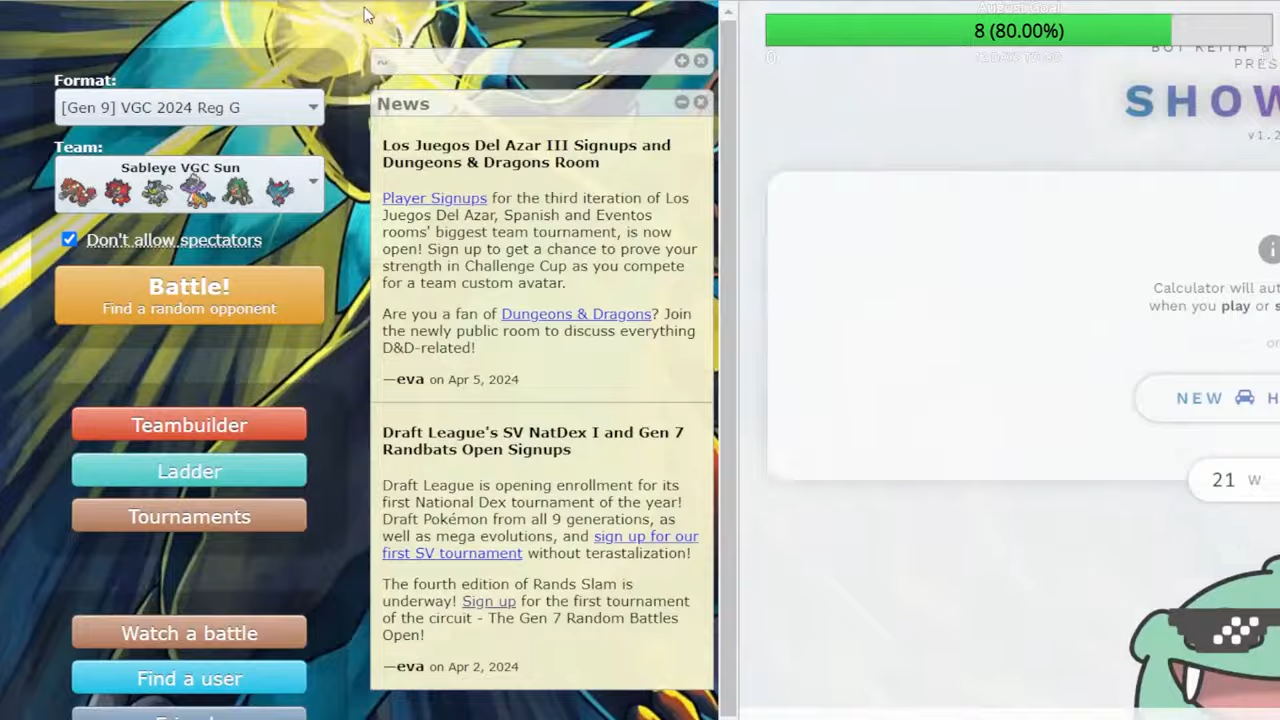 Format:
[Gen 9] VGC 2024 Reg G
Team:
Sableye VGC Sun
Don't allow spectators
Battle!
Find a random opponent
Teambuilder
Ladder
Tournaments
Watch a battle
Find a user
News
Los Juegos Del Azar III Signups and
Dungeons & Dragons Room
Player Signups for the third iteration of Los
Juegos Del Azar, Spanish and Eventos
rooms' biggest team tournament, is now
open! Sign up to get a chance to prove your
strength in Challenge Cup as you compete
for a team custom avatar.
Are you a fan of Dungeons & Dragons? Join
the newly public room to discuss everything
D&D-related!
—eva on Apr 5, 2024
Draft League's SV NatDex I and Gen 7
Randbats Open Signups
Draft League is opening enrollment for its
first National Dex tournament of the year!
Draft Pokémon from all 9 generations, as
well as mega evolutions, and sign up for our
first SV tournament without terastalization!
The fourth edition of Rands Slam is
underway! Sign up for the first tournament
of the circuit - The Gen 7 Random Battles
Open!
—eva on Apr 2, 2024
August Goal
8 (80.00%)
0
BOT KEITH &
PRES
SHOW
v1.2
Calculator will aut
when you play or s
or
NEW H
21 W